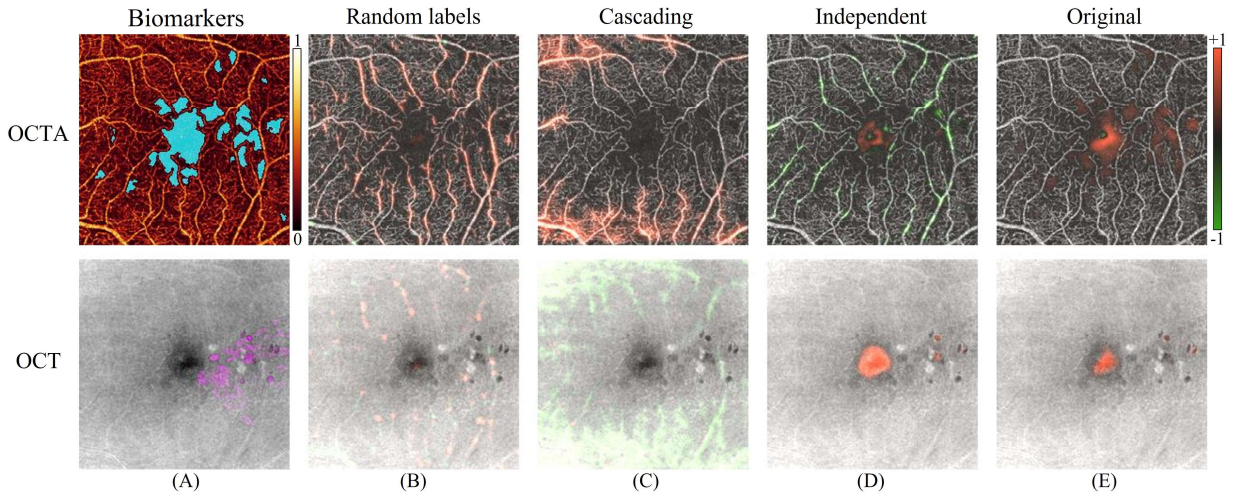 Biomarkers Random labels Cascading Independent Original
OCTA
1
0
+1
-1
OCT
(A) (B) (C) (D) (E)